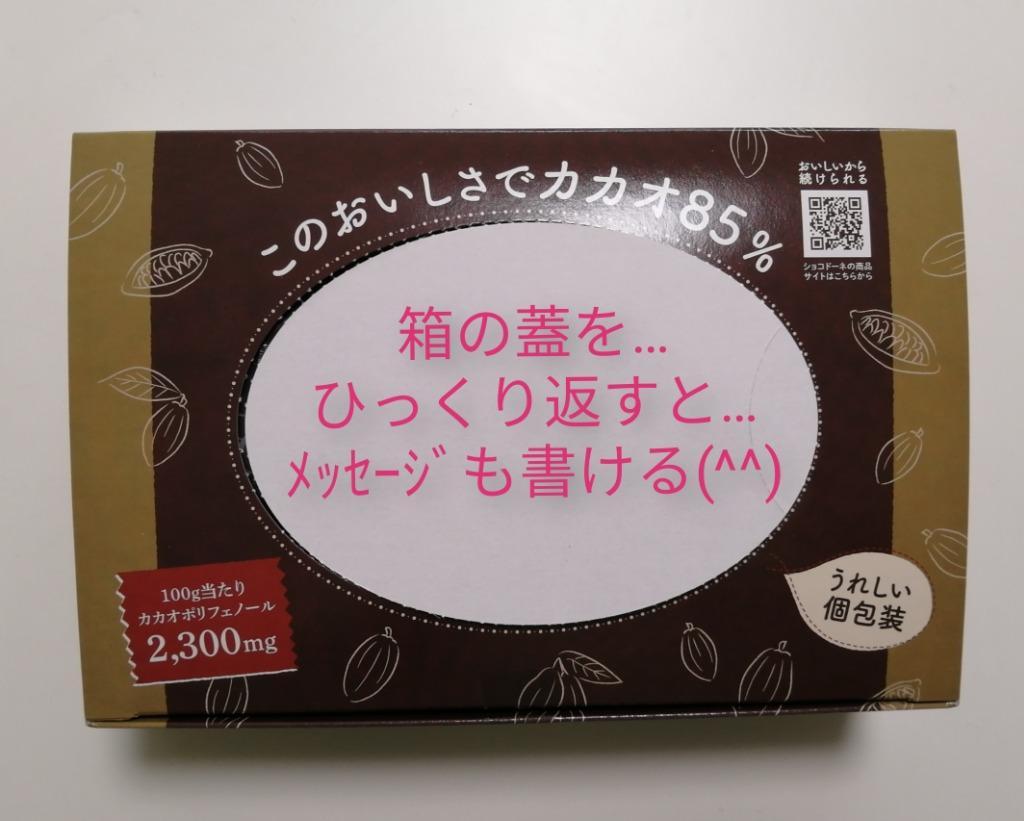 このおいしさでカカオ85%
おいしいから
続けられる
ショコドーネの商品
サイトはこちらから
箱の蓋を...
ひっくり返すと...
ﾒｯｾｰｼﾞも書ける(^^)
100g当たり
カカオポリフェノール
2,300mg
うれしい
個包装